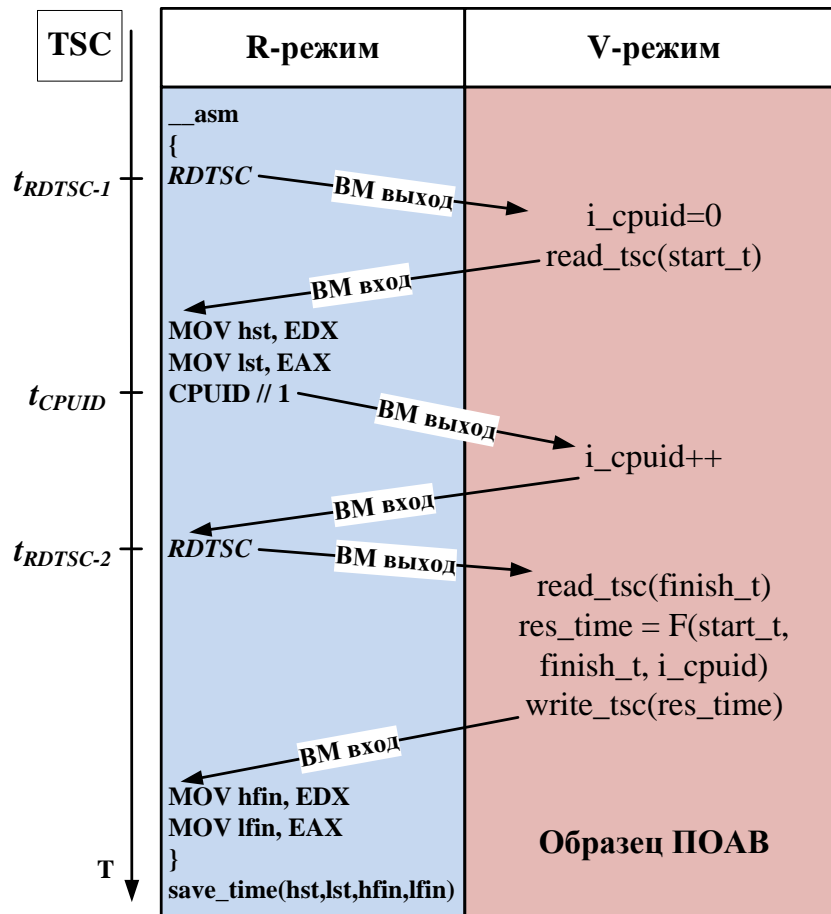 TSC
R-режим
V-режим
__asm
{
t_RDTSC-1
RDTSC
ВМ выход
i_cpuid=0
read_tsc(start_t)
ВМ вход
MOV hst, EDX
MOV lst, EAX
t_CPUID
CPUID // 1
ВМ выход
i_cpuid++
ВМ вход
t_RDTSC-2
RDTSC
ВМ выход
read_tsc(finish_t)
res_time = F(start_t,
finish_t, i_cpuid)
write_tsc(res_time)
ВМ вход
MOV hfin, EDX
MOV lfin, EAX
}
save_time(hst,lst,hfin,lfin)
Образец ПОАВ
T